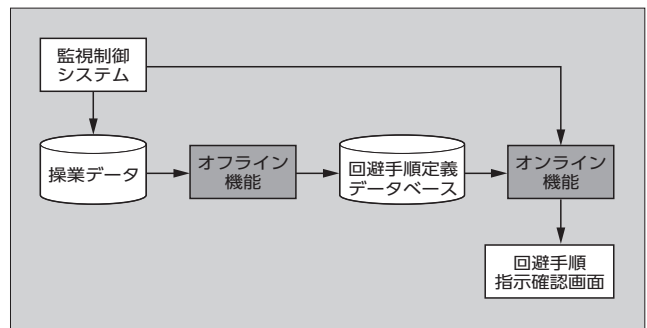 監視制御
システム
操業データ
オフライン
機能
回避手順定義
データベース
オンライン
機能
回避手順
指示確認画面